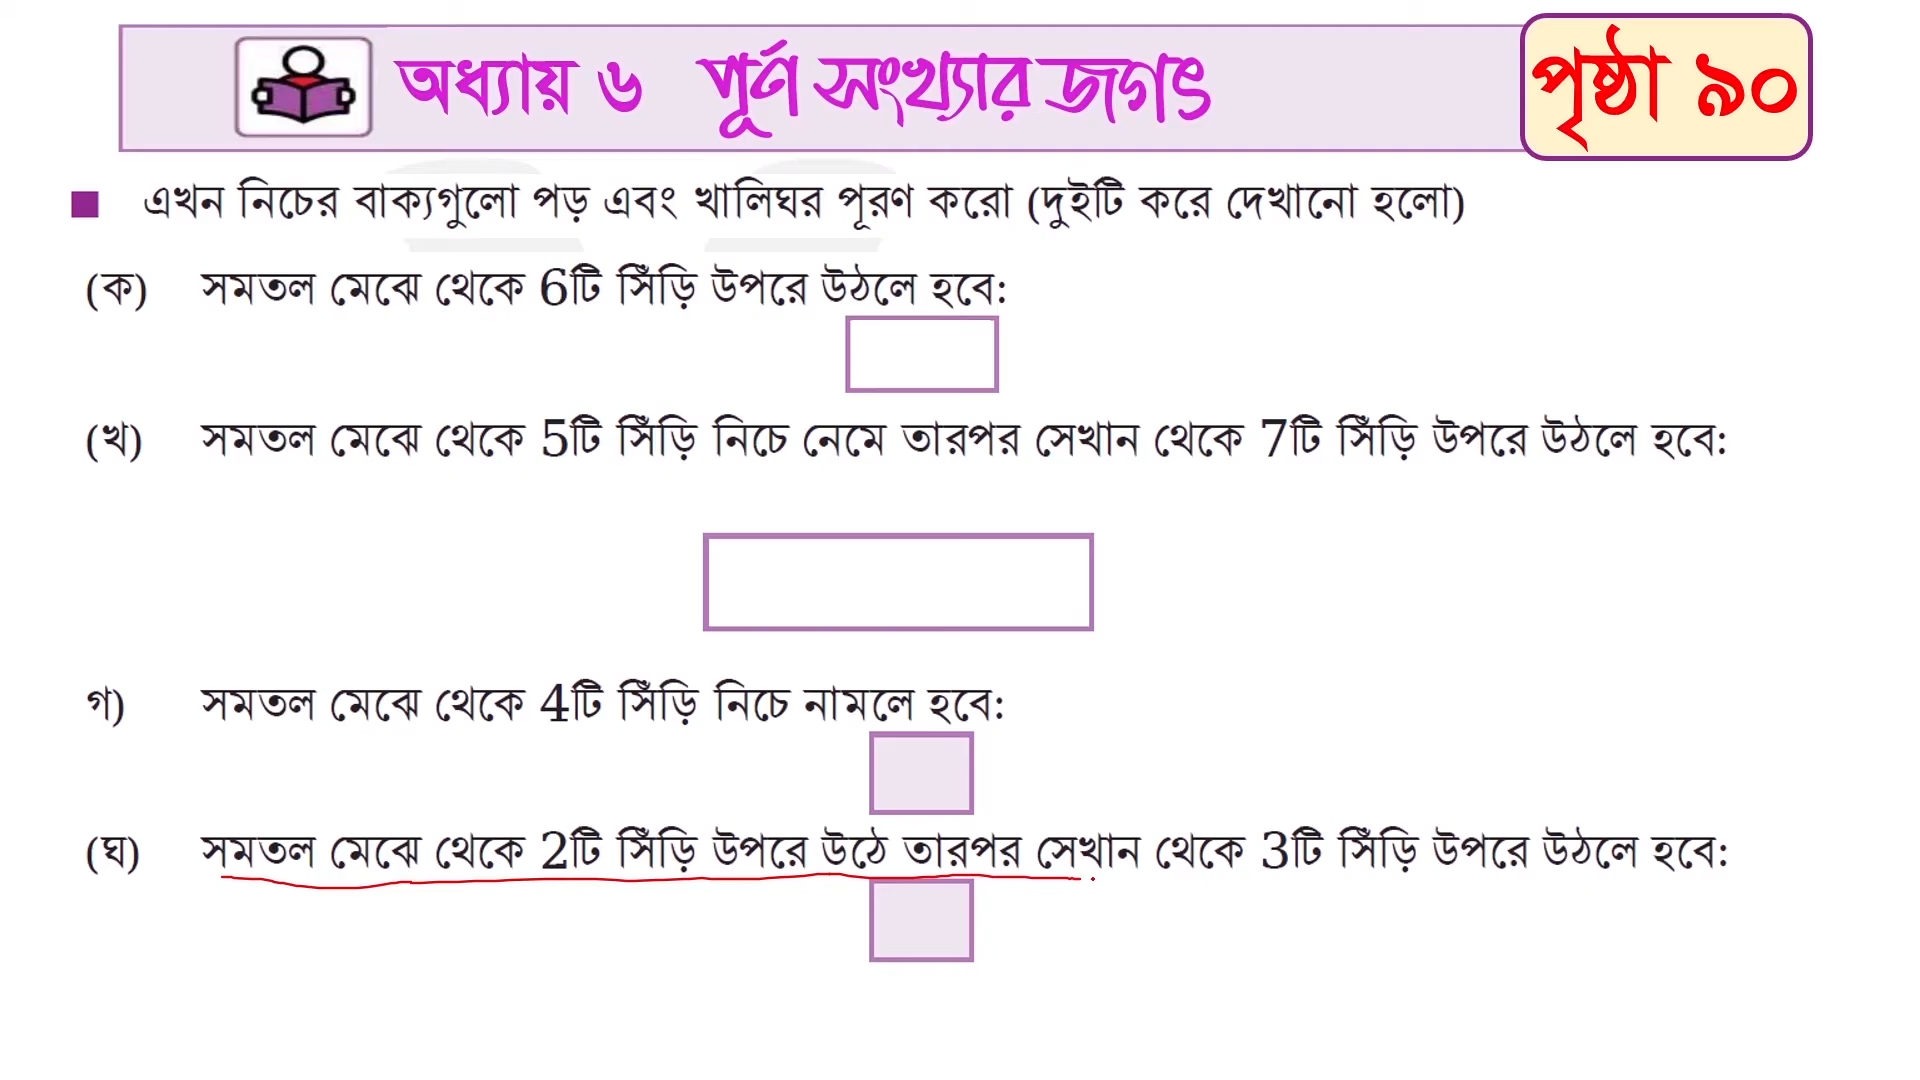 অধ্যায় ৬ পূর্ণ সংখ্যার জগৎ
পৃষ্ঠা ৯০
এখন নিচের বাক্যগুলো পড় এবং খালিঘর পূরণ করো (দুইটি করে দেখানো হলো)
(ক) সমতল মেঝে থেকে 6টি সিঁড়ি উপরে উঠলে হবে:
(খ) সমতল মেঝে থেকে 5টি সিঁড়ি নিচে নেমে তারপর সেখান থেকে 7টি সিঁড়ি উপরে উঠলে হবে:
গ) সমতল মেঝে থেকে 4টি সিঁড়ি নিচে নামলে হবে:
(ঘ) সমতল মেঝে থেকে 2টি সিঁড়ি উপরে উঠে তারপর সেখান থেকে 3টি সিঁড়ি উপরে উঠলে হবে: